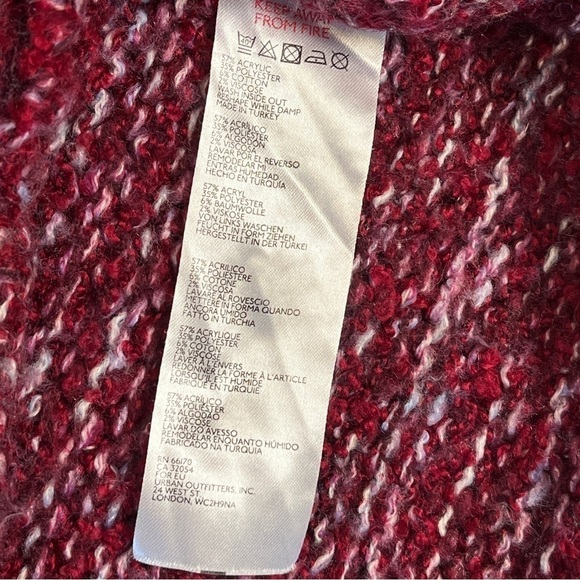 KEEP AWAY
FROM FIRE
57% ACRYLIC
35% POLYESTER
6% COTTON
2% VISCOSE
WASH INSIDE OUT
RESHAPE WHILE DAMP
MADE IN TURKEY
57% ACRÍLICO
35% POLIÉSTER
6% ALGODÓN
2% VISCOSA
LAVAR POR EL REVERSO
REMODELAR MI
ENTRAS HUMEDAD
HECHO EN TURQUÍA
57% ACRYL
35% POLYESTER
6% BAUMWOLLE
2% VISKOSE
VON LINKS WASCHEN
FEUCHT IN FORM ZIEHEN
HERGESTELLT IN DER TÜRKEI
57% ACRILICO
35% POLIESTERE
6% COTONE
2% VISCOSA
LAVARE AL ROVESCIO
METTERE IN FORMA QUANDO
ANCORA UMIDO
FATTO IN TURCHIA
57% ACRYLIQUE
35% POLYESTER
6% COTON
2% VISCOSE
LAVER À L'ENVERS
REDONNER LA FORME À L'ARTICLE
LORSQU'IL EST HUMIDE
FABRIQUÉ EN TURQUIE
57% ACRÍLICO
35% POLIÉSTER
6% ALGODÃO
2% VISCOSE
LAVAR DO AVESSO
REMODELAR ENQUANTO HÚMIDO
FABRICADO NA TURQUIA
RN 66170
CA 32054
FOR EU
URBAN OUTFITTERS, INC.
24 WEST ST.
LONDON, WC2H9NA